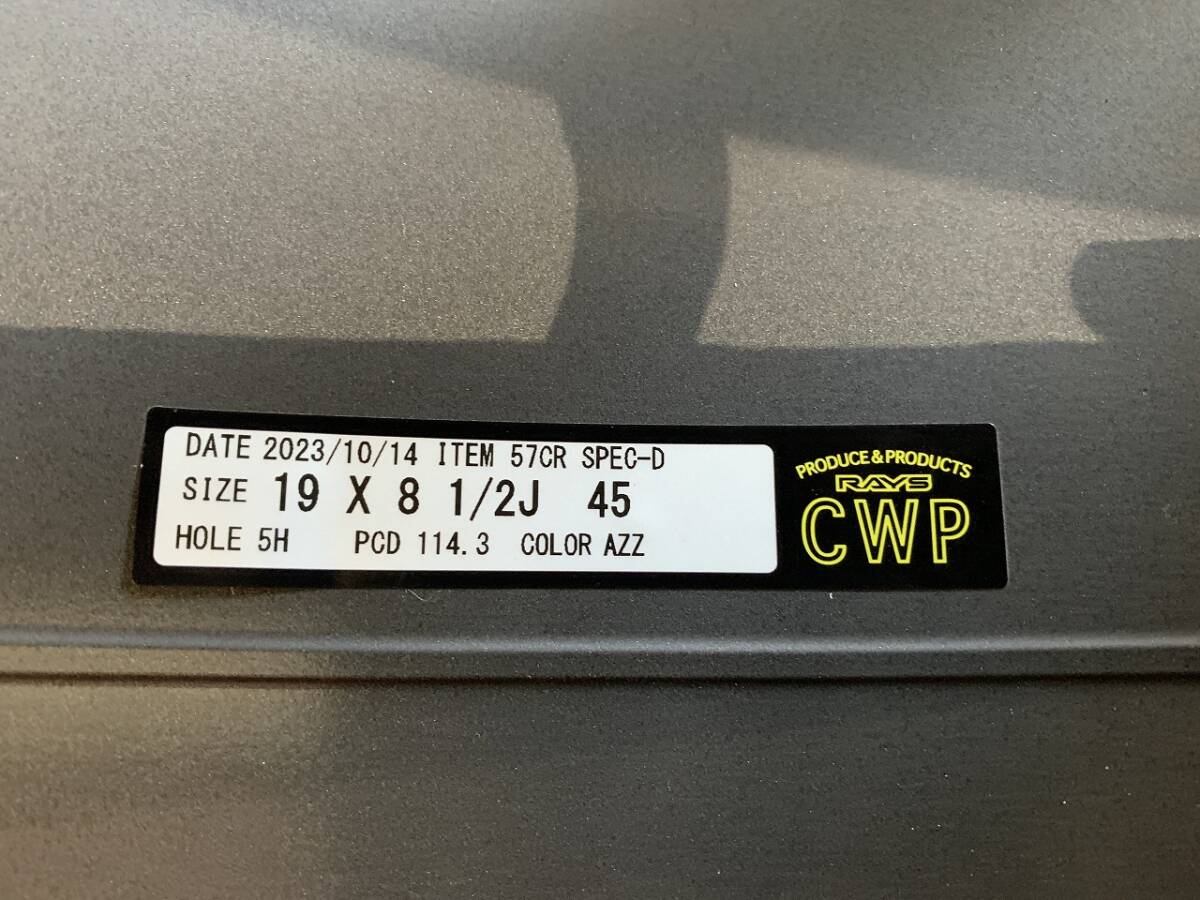 DATE 2023/10/14 ITEM 57CR SPEC-D
SIZE 19 X 8 1/2J 45
HOLE 5H PCD 114.3 COLOR AZZ
PRODUCE & PRODUCTS
RAYS
CWP